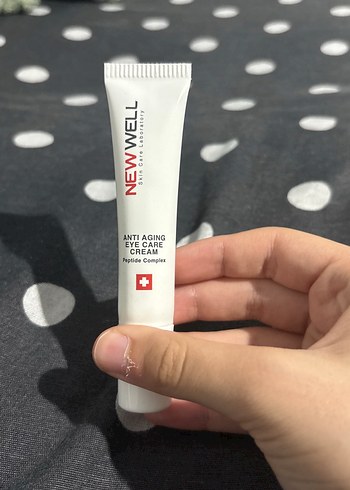 NEWWELL
Skin Care Laboratory
ANTI AGING
EYE CARE
CREAM
Peptide Complex